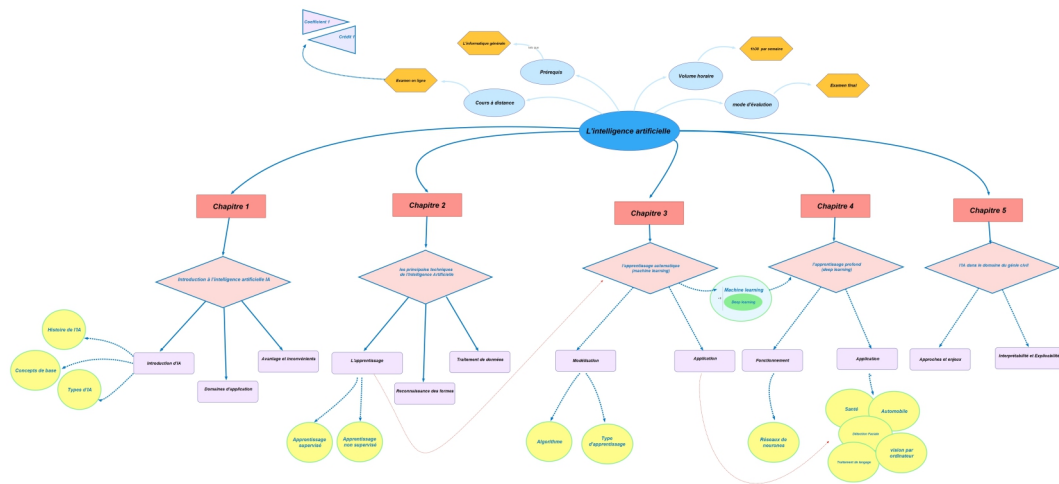 Coefficient 1
Crédit 1
L'informatique générale
Prérequis
Examen en ligne
Cours à distance
1h30 par semaine
Volume horaire
mode d'évalution
Examen final
L'intelligence artificielle
Chapitre 1
Chapitre 2
Chapitre 3
Chapitre 4
Chapitre 5
Introduction à l'intelligence artificielle IA
les principales techniques
de l'intelligence Artificielle
l'apprentissage automatique
(machine learning)
Machine learning
Deep learning
l'apprentissage profond
(deep learning)
l'IA dans le domaine du génie civil
Histoire de l'IA
Concepts de base
Types d'IA
Introduction d'IA
Domaines d'application
Avantage et inconvénients
L'apprentissage
Reconnaissance des formes
Traitement de données
Modélisation
Application
Fonctionnement
Application
Approches et enjeux
Interprétabilité et Explicabilité
Apprentissage
supervisé
Apprentissage
non supervisé
Algorithme
Type
d'apprentissage
Réseaux de
neurones
Santé
Automobile
vision par
ordinateur